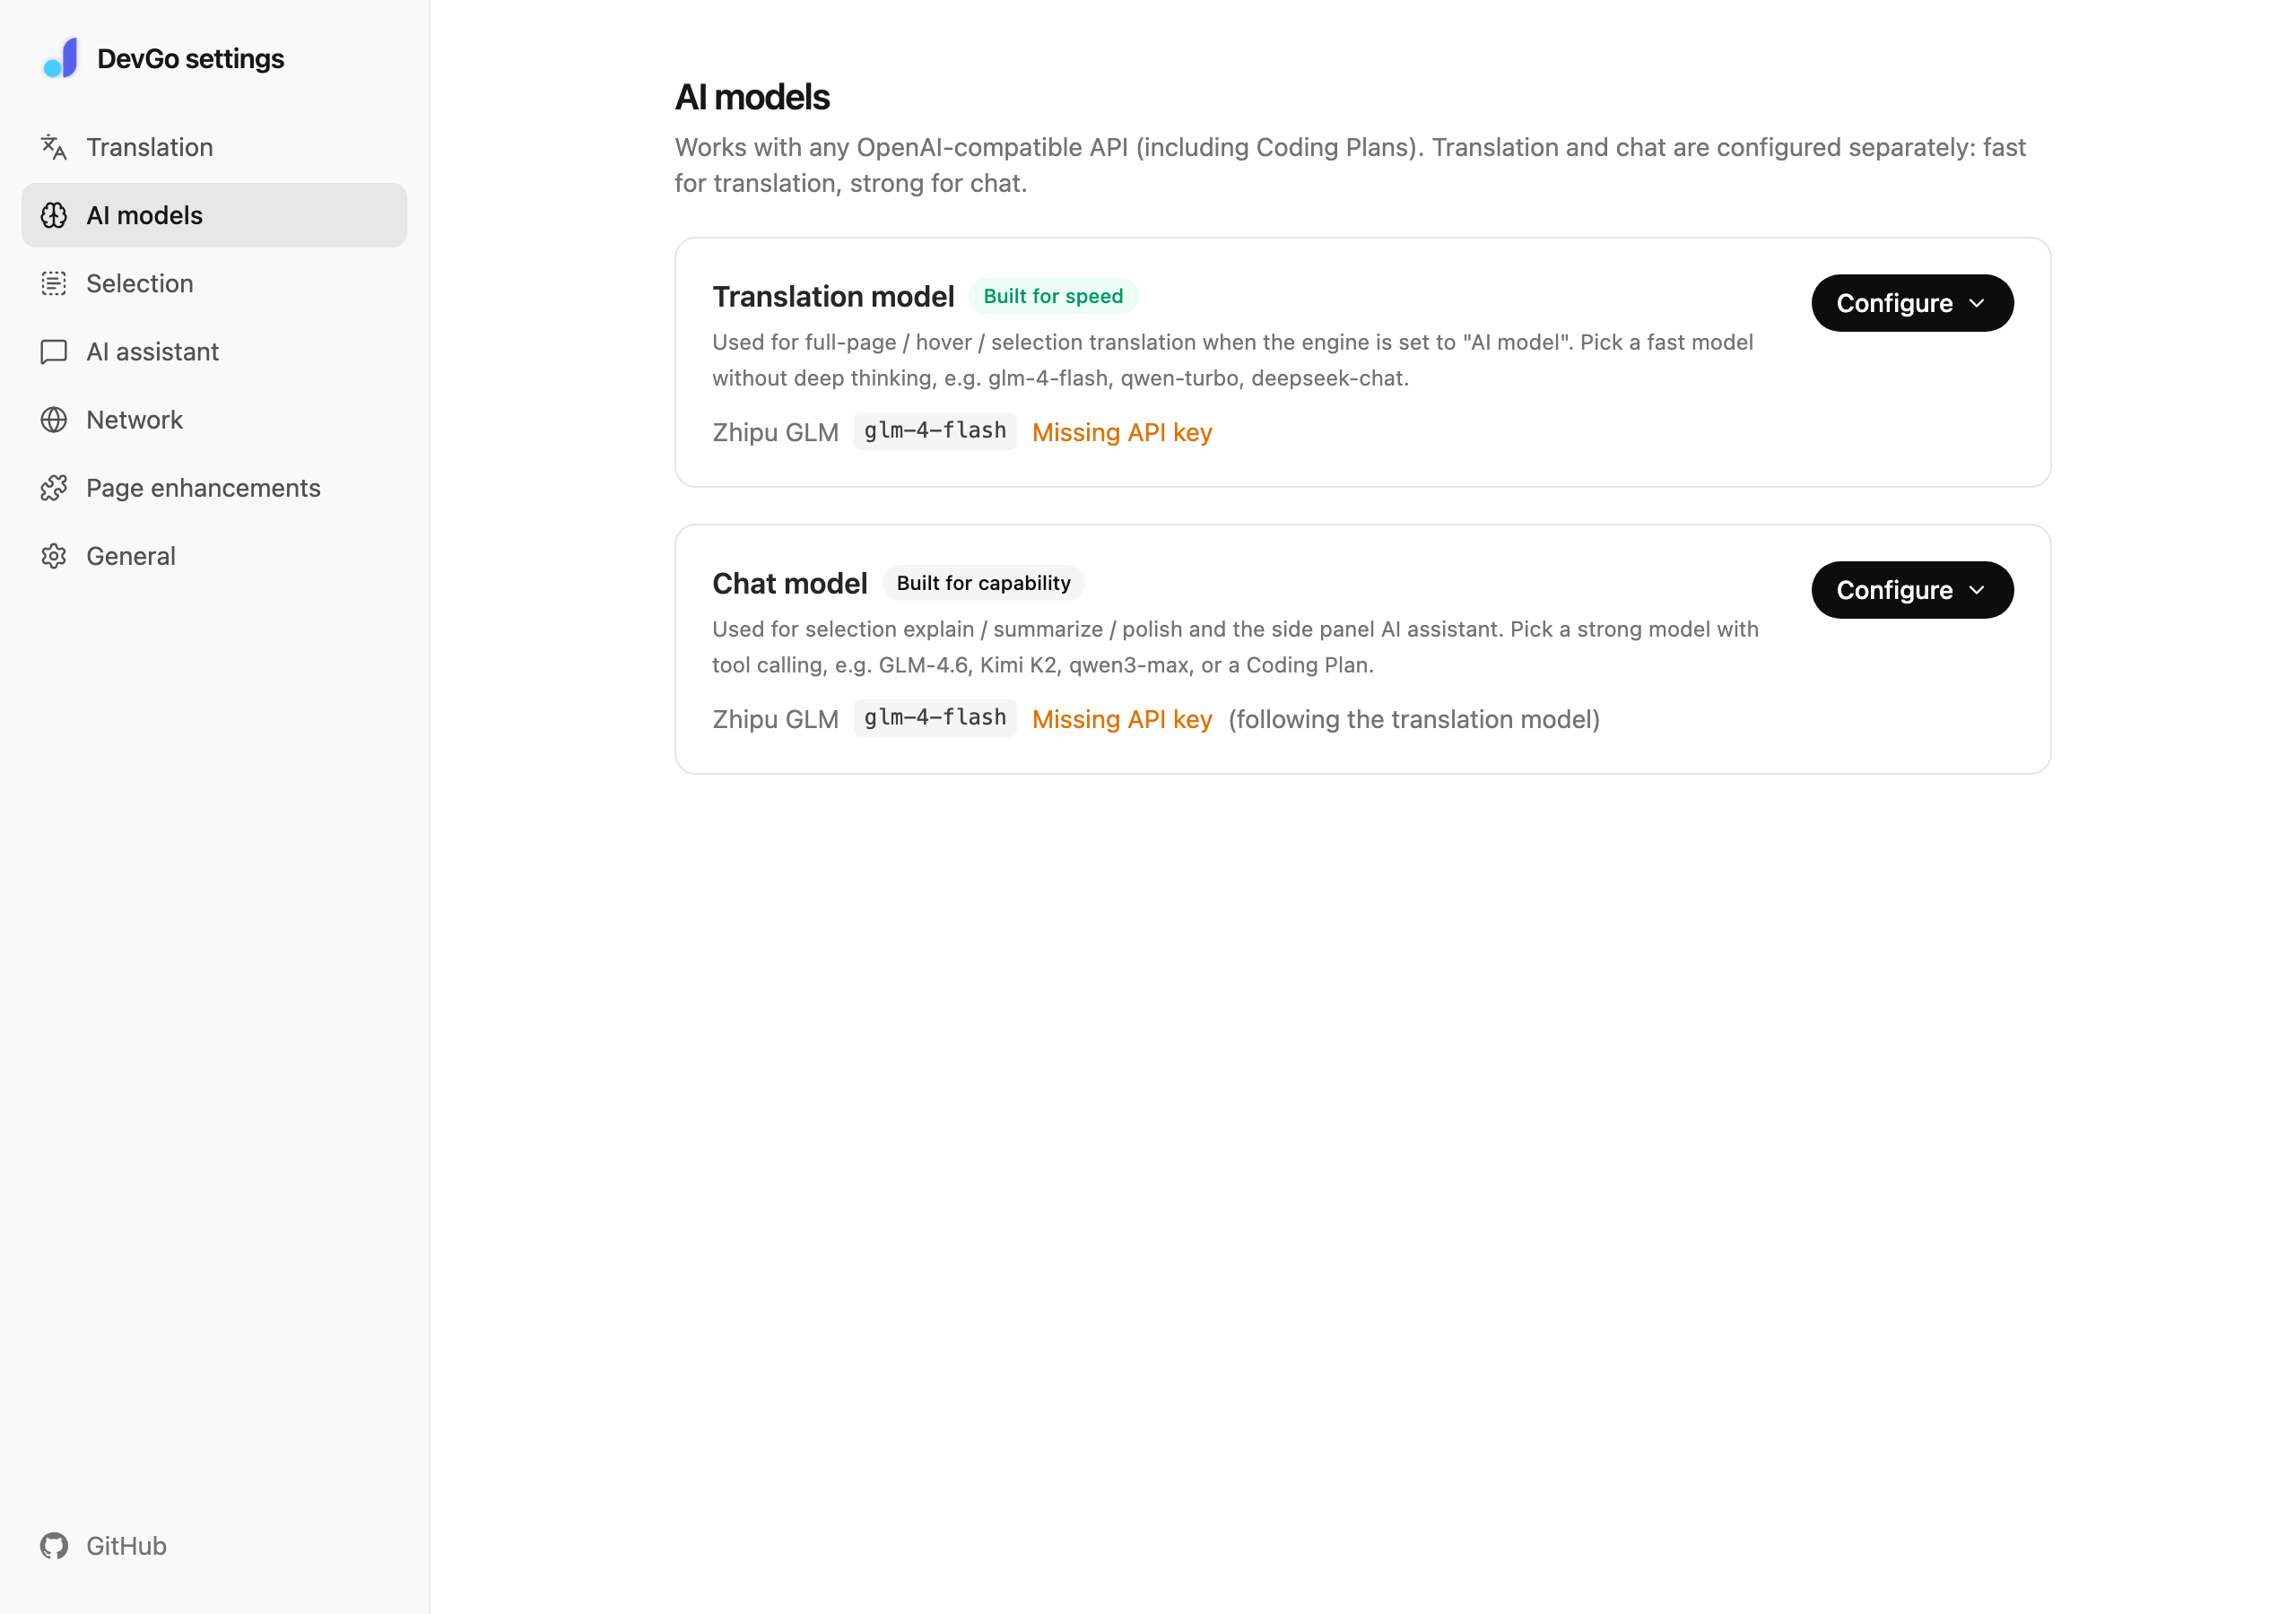 DevGo settings
Translation
AI models
Selection
AI assistant
Network
Page enhancements
General
GitHub
AI models
Works with any OpenAI-compatible API (including Coding Plans). Translation and chat are configured separately: fast
for translation, strong for chat.
Translation model Built for speed
Configure
Used for full-page / hover / selection translation when the engine is set to "AI model". Pick a fast model
without deep thinking, e.g. glm-4-flash, qwen-turbo, deepseek-chat.
Zhipu GLM glm-4-flash Missing API key
Chat model Built for capability
Configure
Used for selection explain / summarize / polish and the side panel AI assistant. Pick a strong model with
tool calling, e.g. GLM-4.6, Kimi K2, qwen3-max, or a Coding Plan.
Zhipu GLM glm-4-flash Missing API key (following the translation model)